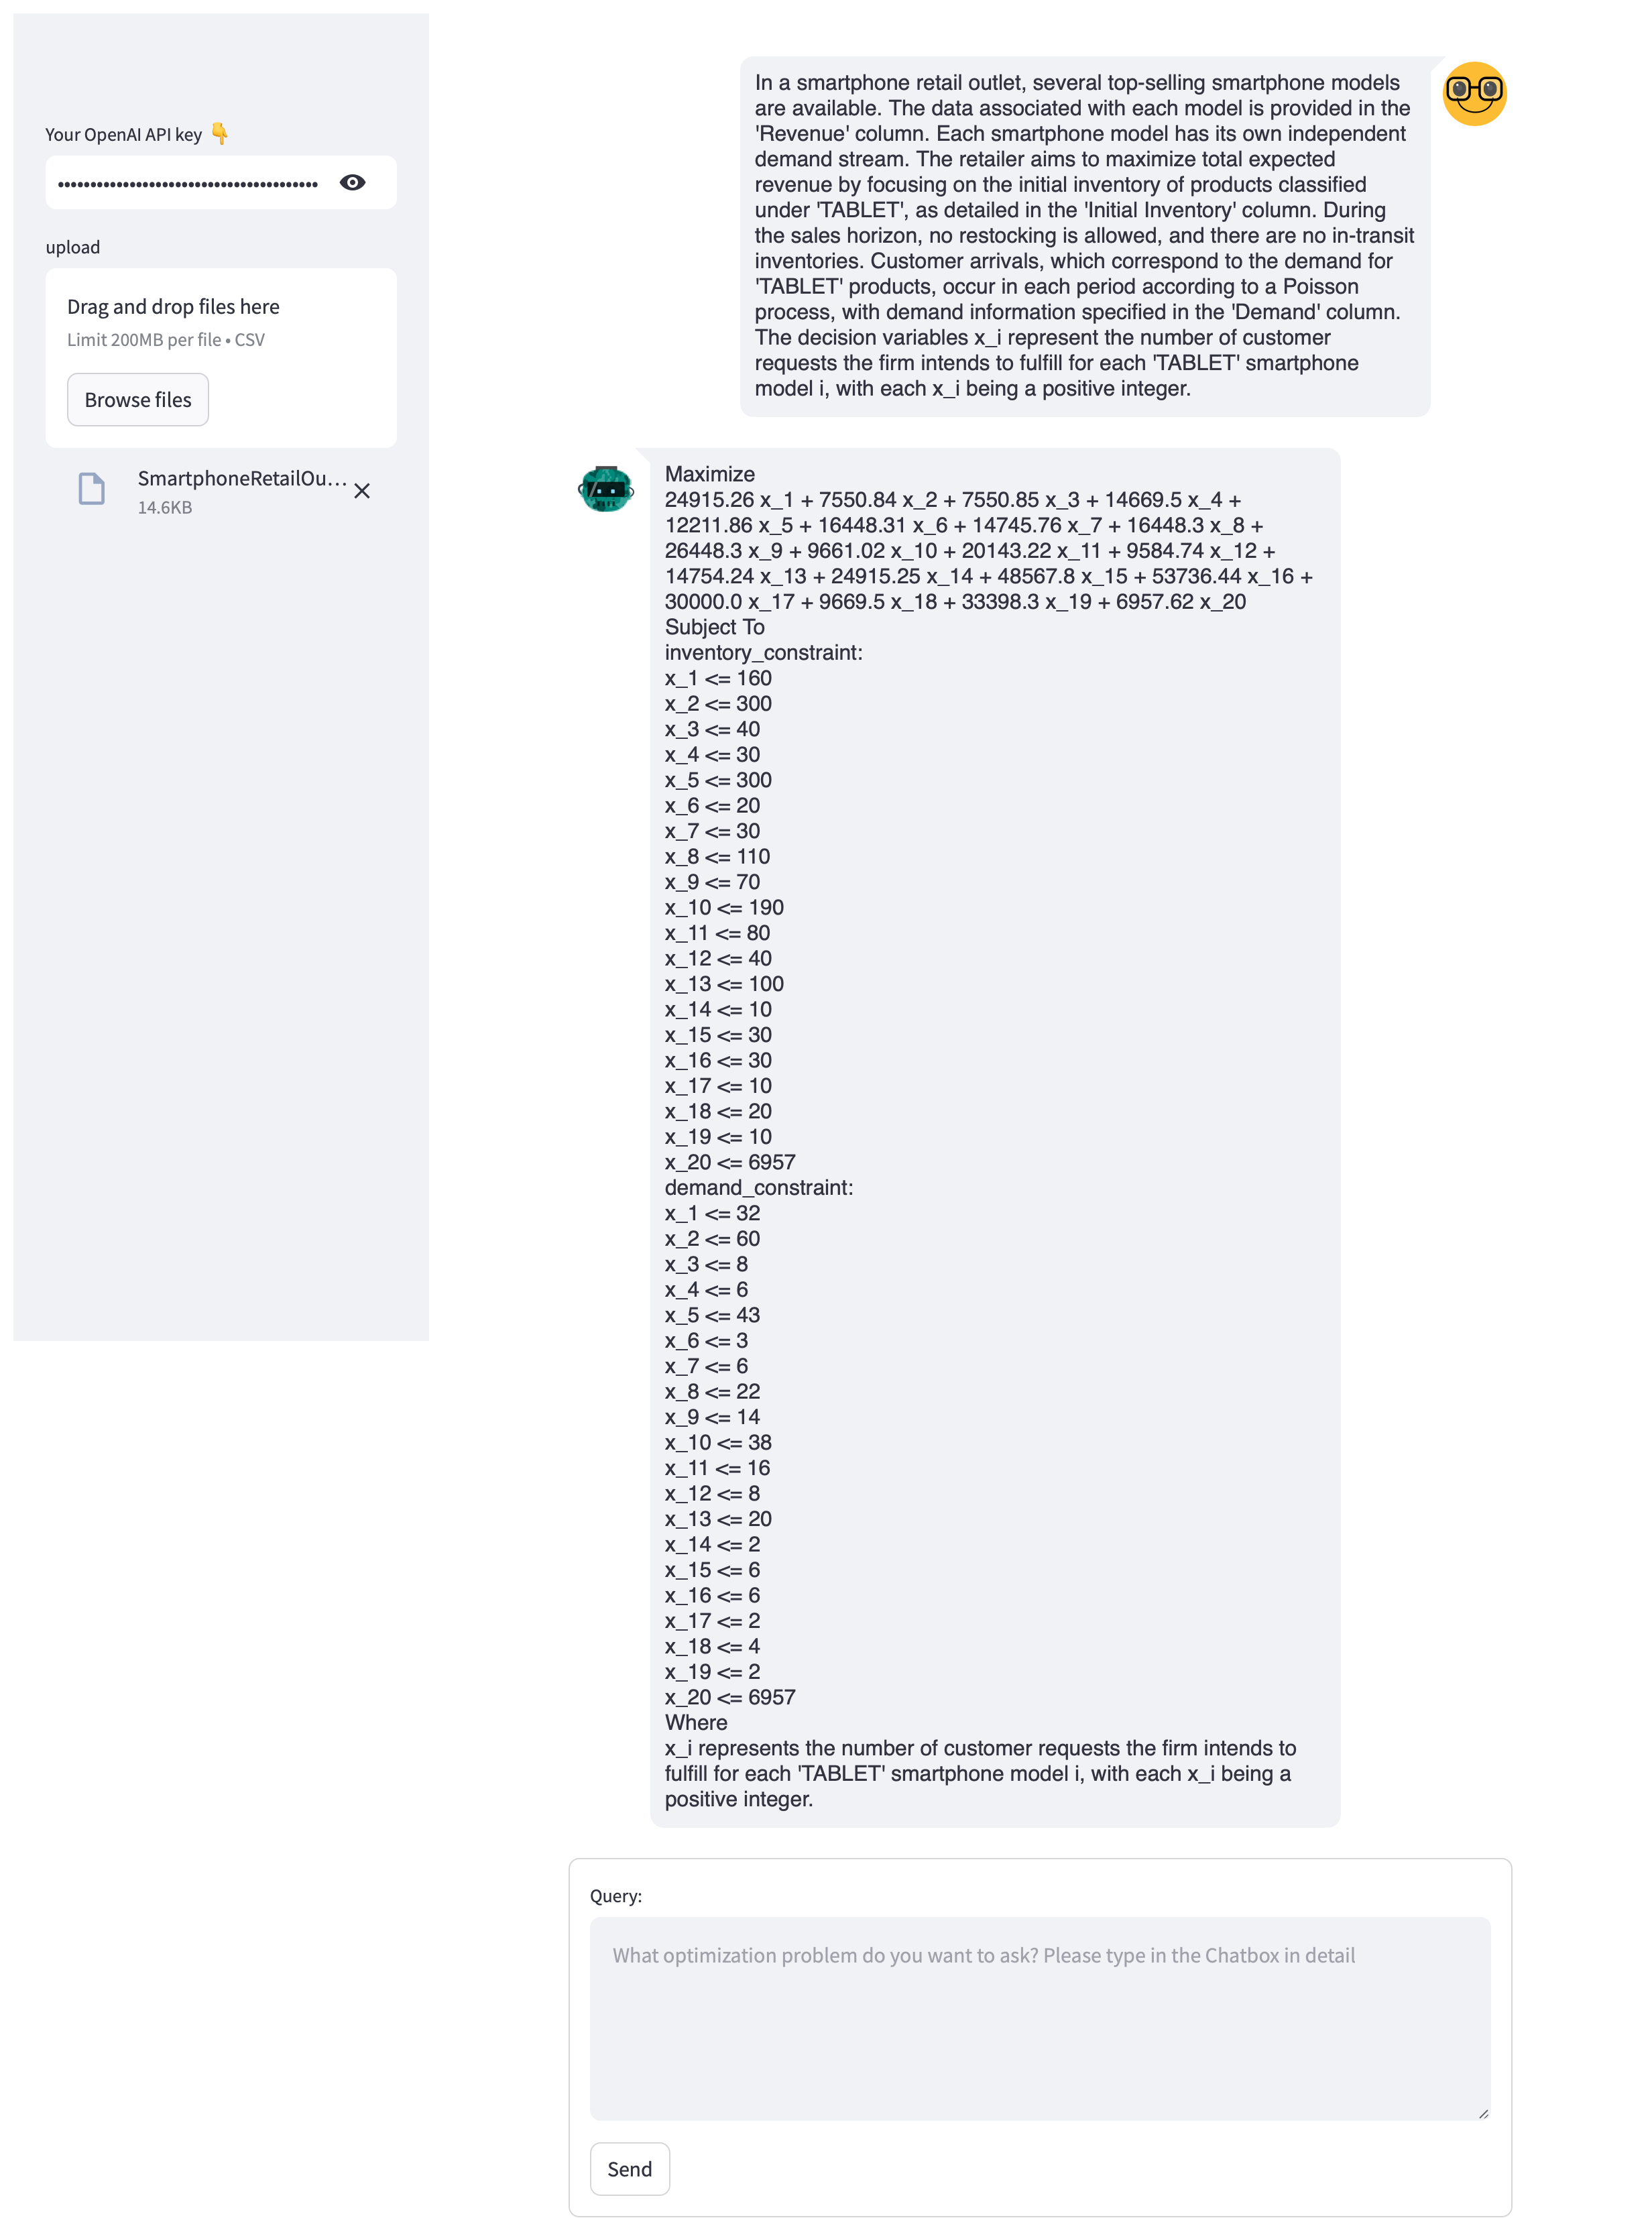 Your OpenAI API key 👇
••••••••••••••••••••••••••••••••••••••••
upload
Drag and drop files here
Limit 200MB per file • CSV
Browse files
SmartphoneRetailOu...
14.6KB
In a smartphone retail outlet, several top-selling smartphone models
are available. The data associated with each model is provided in the
'Revenue' column. Each smartphone model has its own independent
demand stream. The retailer aims to maximize total expected
revenue by focusing on the initial inventory of products classified
under 'TABLET', as detailed in the 'Initial Inventory' column. During
the sales horizon, no restocking is allowed, and there are no in-transit
inventories. Customer arrivals, which correspond to the demand for
'TABLET' products, occur in each period according to a Poisson
process, with demand information specified in the 'Demand' column.
The decision variables x_i represent the number of customer
requests the firm intends to fulfill for each 'TABLET' smartphone
model i, with each x_i being a positive integer.
Maximize
24915.26 x_1 + 7550.84 x_2 + 7550.85 x_3 + 14669.5 x_4 +
12211.86 x_5 + 16448.31 x_6 + 14745.76 x_7 + 16448.3 x_8 +
26448.3 x_9 + 9661.02 x_10 + 20143.22 x_11 + 9584.74 x_12 +
14754.24 x_13 + 24915.25 x_14 + 48567.8 x_15 + 53736.44 x_16 +
30000.0 x_17 + 9669.5 x_18 + 33398.3 x_19 + 6957.62 x_20
Subject To
inventory_constraint:
x_1 <= 160
x_2 <= 300
x_3 <= 40
x_4 <= 30
x_5 <= 300
x_6 <= 20
x_7 <= 30
x_8 <= 110
x_9 <= 70
x_10 <= 190
x_11 <= 80
x_12 <= 40
x_13 <= 100
x_14 <= 10
x_15 <= 30
x_16 <= 30
x_17 <= 10
x_18 <= 20
x_19 <= 10
x_20 <= 6957
demand_constraint:
x_1 <= 32
x_2 <= 60
x_3 <= 8
x_4 <= 6
x_5 <= 43
x_6 <= 3
x_7 <= 6
x_8 <= 22
x_9 <= 14
x_10 <= 38
x_11 <= 16
x_12 <= 8
x_13 <= 20
x_14 <= 2
x_15 <= 6
x_16 <= 6
x_17 <= 2
x_18 <= 4
x_19 <= 2
x_20 <= 6957
Where
x_i represents the number of customer requests the firm intends to
fulfill for each 'TABLET' smartphone model i, with each x_i being a
positive integer.
Query:
What optimization problem do you want to ask? Please type in the Chatbox in detail
Send